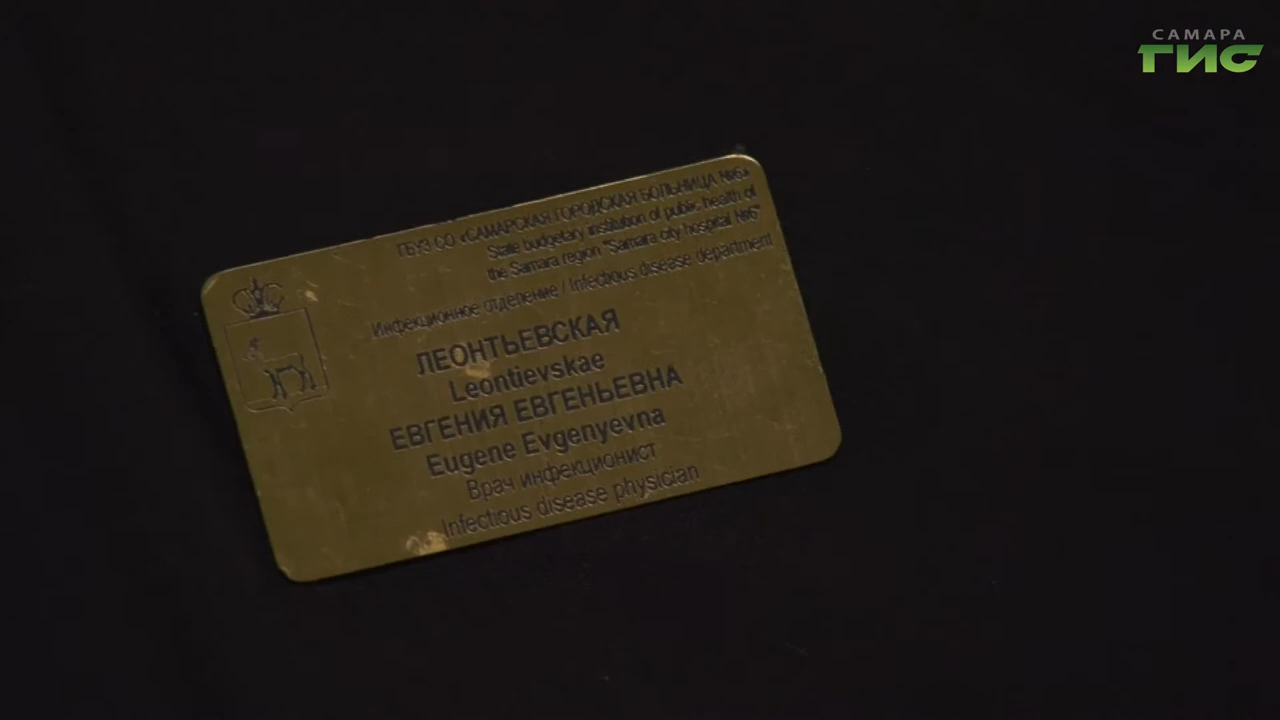 САМАРА
ГИС
ГБУЗ СО «САМАРСКАЯ ГОРОДСКАЯ БОЛЬНИЦА №6»
State budgetary institution of public health of
the Samara region "Samara city hospital №6"
Инфекционное отделение / Infectious disease department
ЛЕОНТЬЕВСКАЯ
Leontievskae
ЕВГЕНИЯ ЕВГЕНЬЕВНА
Eugene Evgenyevna
Врач инфекционист
Infectious disease physician